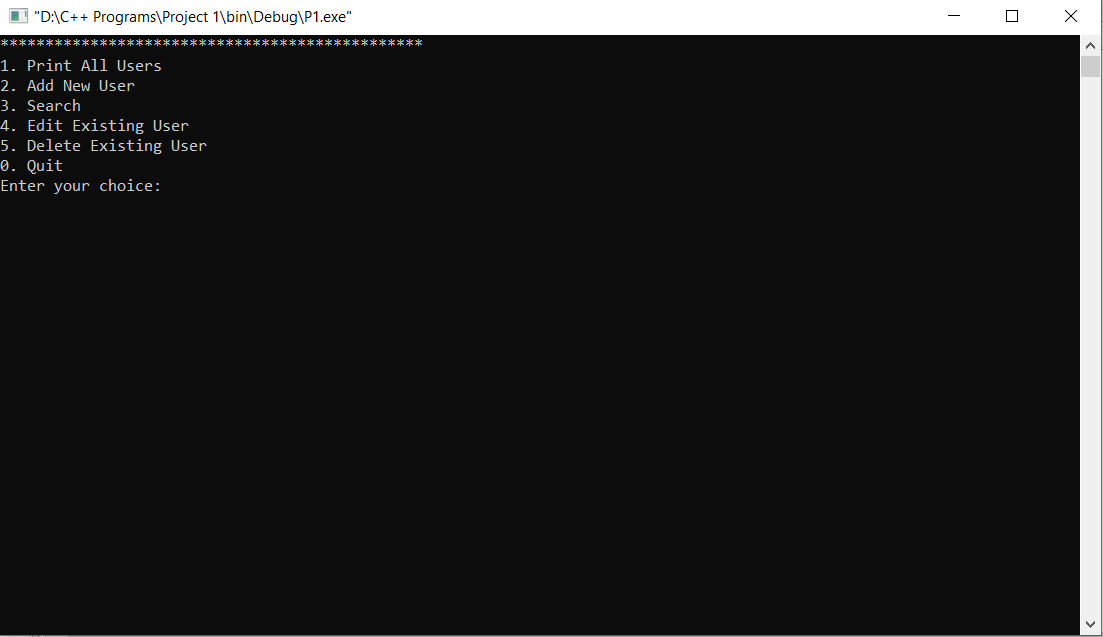 "D:\C++ Programs\Project 1\bin\Debug\P1.exe"
***********************************************
1. Print All Users
2. Add New User
3. Search
4. Edit Existing User
5. Delete Existing User
0. Quit
Enter your choice: